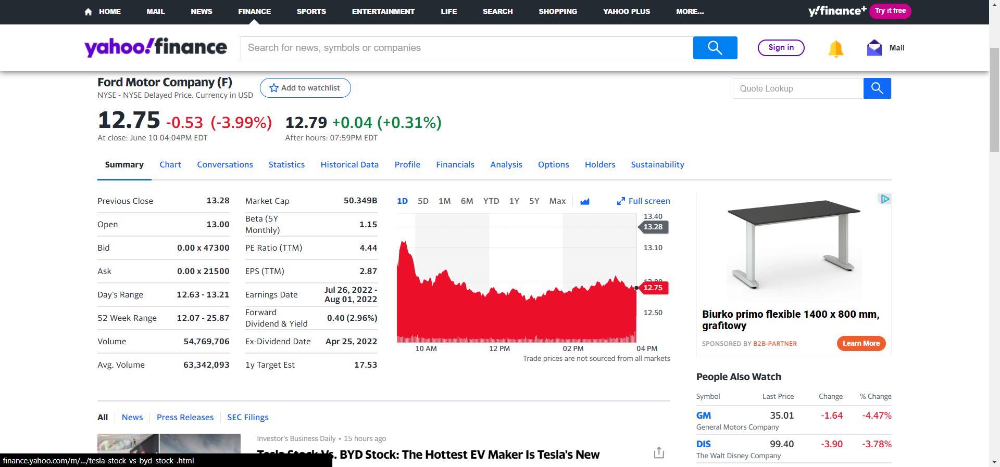 HOME MAIL NEWS FINANCE SPORTS ENTERTAINMENT LIFE SEARCH SHOPPING YAHOO PLUS MORE... y!finance+ Try it free
yahoo!finance Search for news, symbols or companies Sign in Mail
Ford Motor Company (F) Add to watchlist Quote Lookup
NYSE - NYSE Delayed Price. Currency in USD
12.75 -0.53 (-3.99%) 12.79 +0.04 (+0.31%)
At close: June 10 04:04PM EDT After hours: 07:59PM EDT
Summary Chart Conversations Statistics Historical Data Profile Financials Analysis Options Holders Sustainability
Previous Close 13.28
Open 13.00
Bid 0.00 x 47300
Ask 0.00 x 21500
Day's Range 12.63 - 13.21
52 Week Range 12.07 - 25.87
Volume 54,769,706
Avg. Volume 63,342,093
Market Cap 50.349B
Beta (5Y
Monthly) 1.15
PE Ratio (TTM) 4.44
EPS (TTM) 2.87
Earnings Date Jul 26, 2022 -
Aug 01, 2022
Forward
Dividend & Yield 0.40 (2.96%)
Ex-Dividend Date Apr 25, 2022
1y Target Est 17.53
1D 5D 1M 6M YTD 1Y 5Y Max Full screen
13.40
13.28
13.10
12.80
12.75
12.50
10 AM 12 PM 02 PM 04 PM
Trade prices are not sourced from all markets
Biurko primo flexible 1400 x 800 mm,
grafitowy
SPONSORED BY B2B-PARTNER Learn More
People Also Watch
Symbol Last Price Change % Change
GM 35.01 -1.64 -4.47%
General Motors Company
DIS 99.40 -3.90 -3.78%
The Walt Disney Company
All News Press Releases SEC Filings
Investor's Business Daily • 15 hours ago
Tesla Stock Vs. BYD Stock: The Hottest EV Maker Is Tesla's New
finance.yahoo.com/m/.../tesla-stock-vs-byd-stock-.html